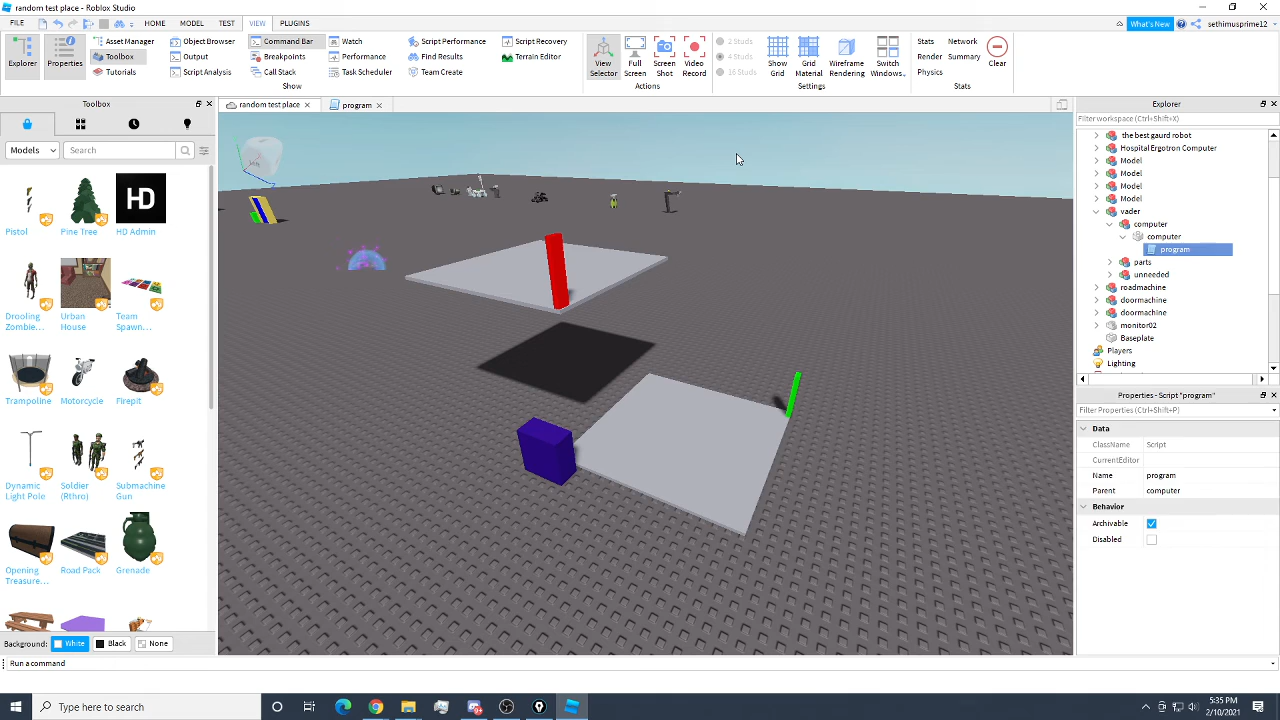 random test place - Roblox Studio
FILE HOME MODEL TEST VIEW PLUGINS What's New sethimusprime12
Explorer Properties
Asset Manager Object Browser Command Bar Watch Scripts Performance Script Recovery
Toolbox Output Breakpoints Performance Find Results Terrain Editor
Tutorials Script Analysis Call Stack Task Scheduler Team Create
Show
View Selector
Full Screen
Screen Shot
Video Record
Actions
2 Studs
4 Studs
16 Studs
Show Grid
Grid Material
Wireframe Rendering
Switch Windows
Settings
Stats Network
Render Summary
Physics
Clear
Stats
Toolbox
random test place program
Models Search
HD
Pistol Pine Tree HD Admin
Drooling Zombie... Urban House Team Spawn...
Trampoline Motorcycle Firepit
Dynamic Light Pole Soldier (Rthro) Submachine Gun
Opening Treasure... Road Pack Grenade
Background: White Black None
Run a command
Explorer
Filter workspace (Ctrl+Shift+X)
the best gaurd robot
Hospital Ergotron Computer
Model
Model
Model
Model
vader
computer
computer
program
parts
unneeded
roadmachine
doormachine
doormachine
monitor02
Baseplate
Players
Lighting
Properties - Script "program"
Filter Properties (Ctrl+Shift+P)
Data
ClassName Script
CurrentEditor
Name program
Parent computer
Behavior
Archivable
Disabled
Type here to search
5:35 PM
2/10/2021